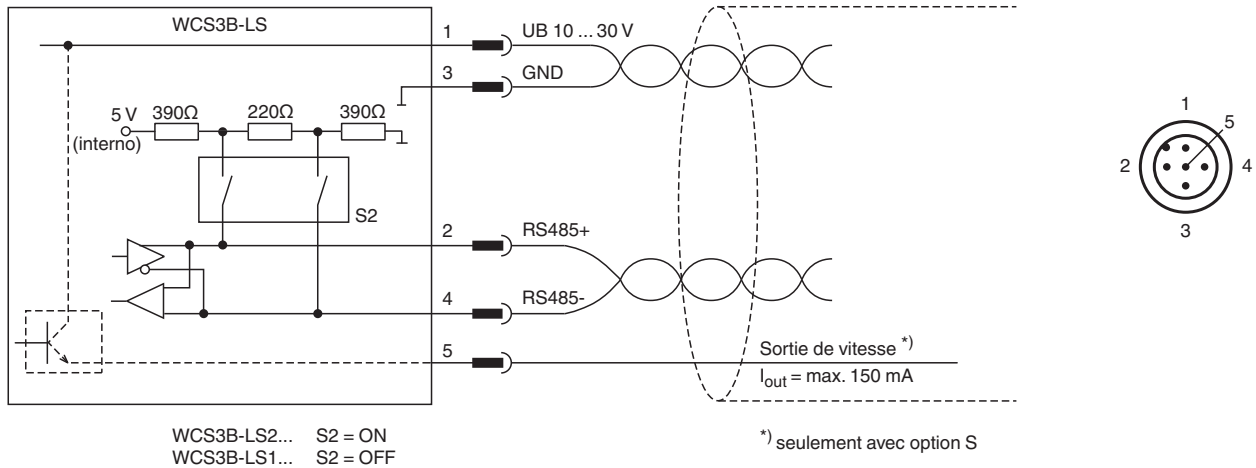 WCS3B-LS
1
UB 10 ... 30 V
3
GND
5 V
(interno)
390Ω
220Ω
390Ω
S2
2
RS485+
4
RS485-
5
Sortie de vitesse *)
Iout = max. 150 mA
WCS3B-LS2... S2 = ON
WCS3B-LS1... S2 = OFF
*) seulement avec option S
1
5
2
4
3